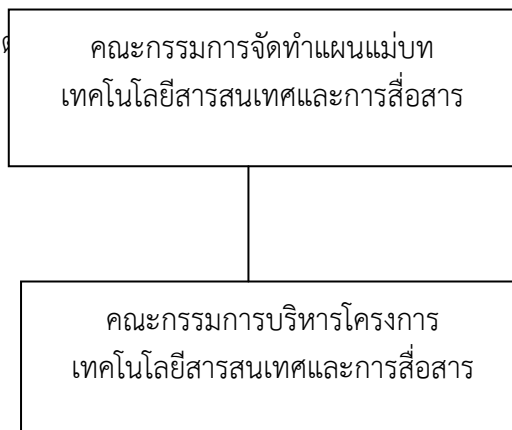 คณะกรรมการจัดทำแผนแม่บท
เทคโนโลยีสารสนเทศและการสื่อสาร
คณะกรรมการบริหารโครงการ
เทคโนโลยีสารสนเทศและการสื่อสาร